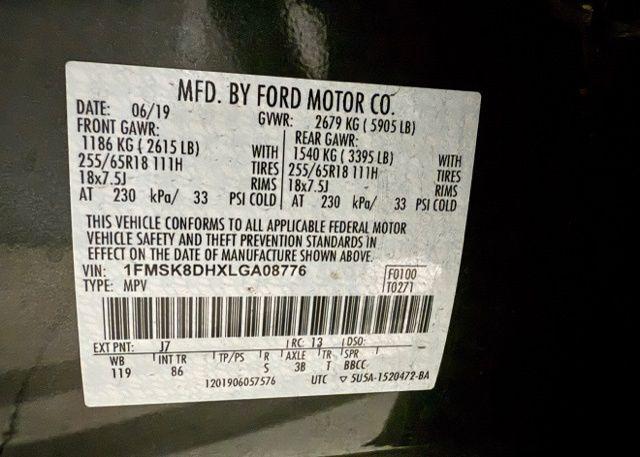 MFD. BY FORD MOTOR CO.
DATE: 06/19 GVWR: 2679 KG ( 5905 LB)
FRONT GAWR: REAR GAWR:
1186 KG ( 2615 LB) WITH 1540 KG ( 3395 LB) WITH
255/65R18 111H TIRES 255/65R18 111H TIRES
18x7.5J RIMS 18x7.5J RIMS
AT 230 kPa/ 33 PSI COLD AT 230 kPa/ 33 PSI COLD
THIS VEHICLE CONFORMS TO ALL APPLICABLE FEDERAL MOTOR
VEHICLE SAFETY AND THEFT PREVENTION STANDARDS IN
EFFECT ON THE DATE OF MANUFACTURE SHOWN ABOVE.
VIN: 1FMSK8DHXLGA08776 F0100
TYPE: MPV T0271
EXT PNT: J7 RC: 13 DSO:
WB INT TR TP/PS R AXLE TR SPR
119 86 S 3B T BBCC
1201906057576 UTC ▽ 5U5A-1520472-BA